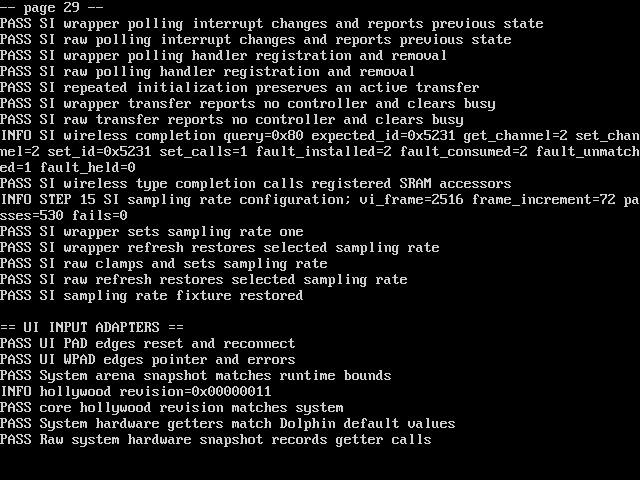 -- page 29 --
PASS SI wrapper polling interrupt changes and reports previous state
PASS SI raw polling interrupt changes and reports previous state
PASS SI wrapper polling handler registration and removal
PASS SI raw polling handler registration and removal
PASS SI repeated initialization preserves an active transfer
PASS SI wrapper transfer reports no controller and clears busy
PASS SI raw transfer reports no controller and clears busy
INFO SI wireless completion query=0x80 expected_id=0x5231 get_channel=2 set_chan
nel=2 set_id=0x5231 set_calls=1 fault_installed=2 fault_consumed=2 fault_unmatch
ed=1 fault_held=0
PASS SI wireless type completion calls registered SRAM accessors
INFO STEP 15 SI sampling rate configuration; vi_frame=2516 frame_increment=72 pa
sses=530 fails=0
PASS SI wrapper sets sampling rate one
PASS SI wrapper refresh restores selected sampling rate
PASS SI raw clamps and sets sampling rate
PASS SI raw refresh restores selected sampling rate
PASS SI sampling rate fixture restored
== UI INPUT ADAPTERS ==
PASS UI PAD edges reset and reconnect
PASS UI WPAD edges pointer and errors
PASS System arena snapshot matches runtime bounds
INFO hollywood revision=0x00000011
PASS core hollywood revision matches system
PASS System hardware getters match Dolphin default values
PASS Raw system hardware snapshot records getter calls